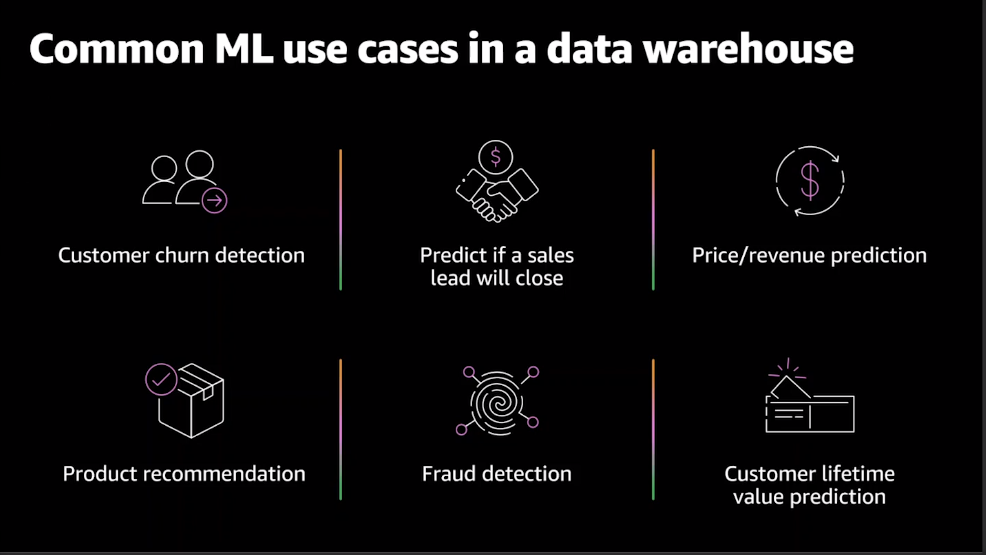 Common ML use cases in a data warehouse
$
$
Customer churn detection
Predict if a sales
lead will close
Price/revenue prediction
Product recommendation
Fraud detection
Customer lifetime
value prediction